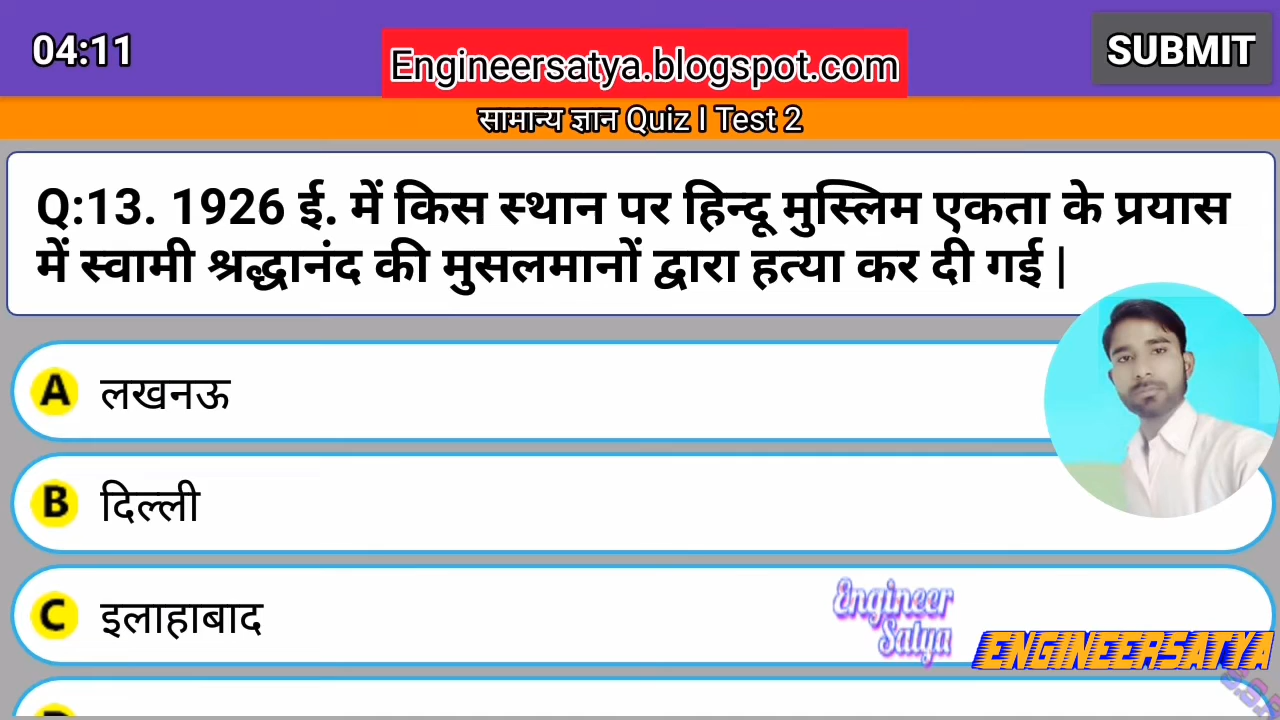 04:11
Engineersatya.blogspot.com
SUBMIT
सामान्य ज्ञान Quiz I Test 2
Q:13. 1926 ई. में किस स्थान पर हिन्दू मुस्लिम एकता के प्रयास
में स्वामी श्रद्धानंद की मुसलमानों द्वारा हत्या कर दी गई |
A लखनऊ
B दिल्ली
C इलाहाबाद
Engineer
Satya
ENGINEERSATYA